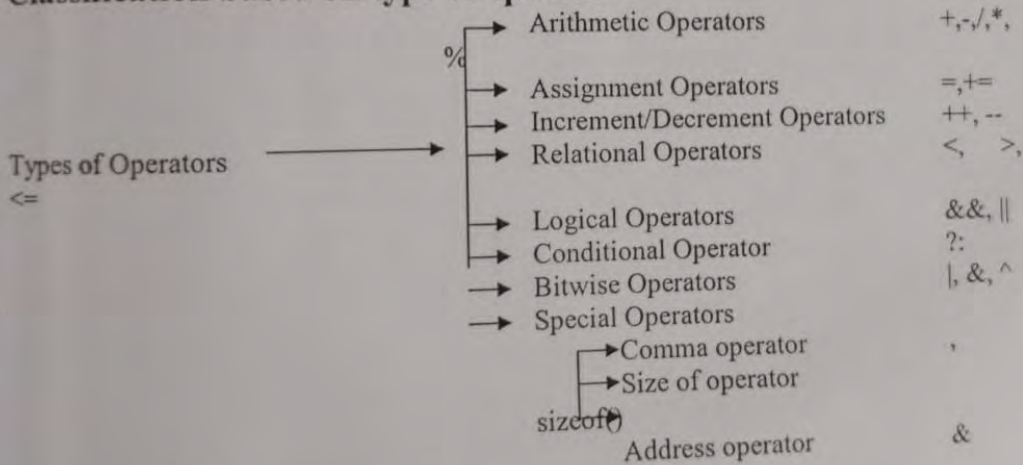 Arithmetic Operators +,-,/,*,
%
Assignment Operators =,+=
Increment/Decrement Operators ++, --
Relational Operators <, >,
Types of Operators
<=
Logical Operators &&, ||
Conditional Operator ?:
Bitwise Operators |, &, ^
Special Operators
Comma operator ,
Size of operator
sizeof()
Address operator &